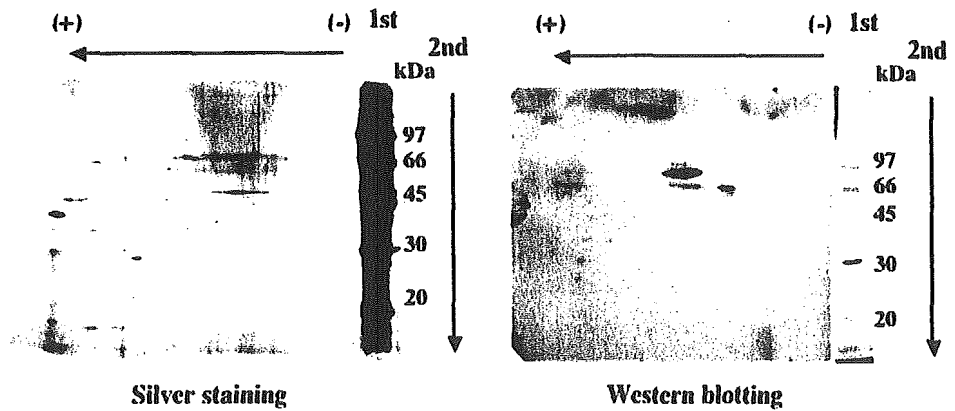 (+) (-) 1st
2nd
kDa
97
66
45
30
20
Silver staining
(+) (-) 1st
2nd
kDa
97
66
45
30
20
Western blotting